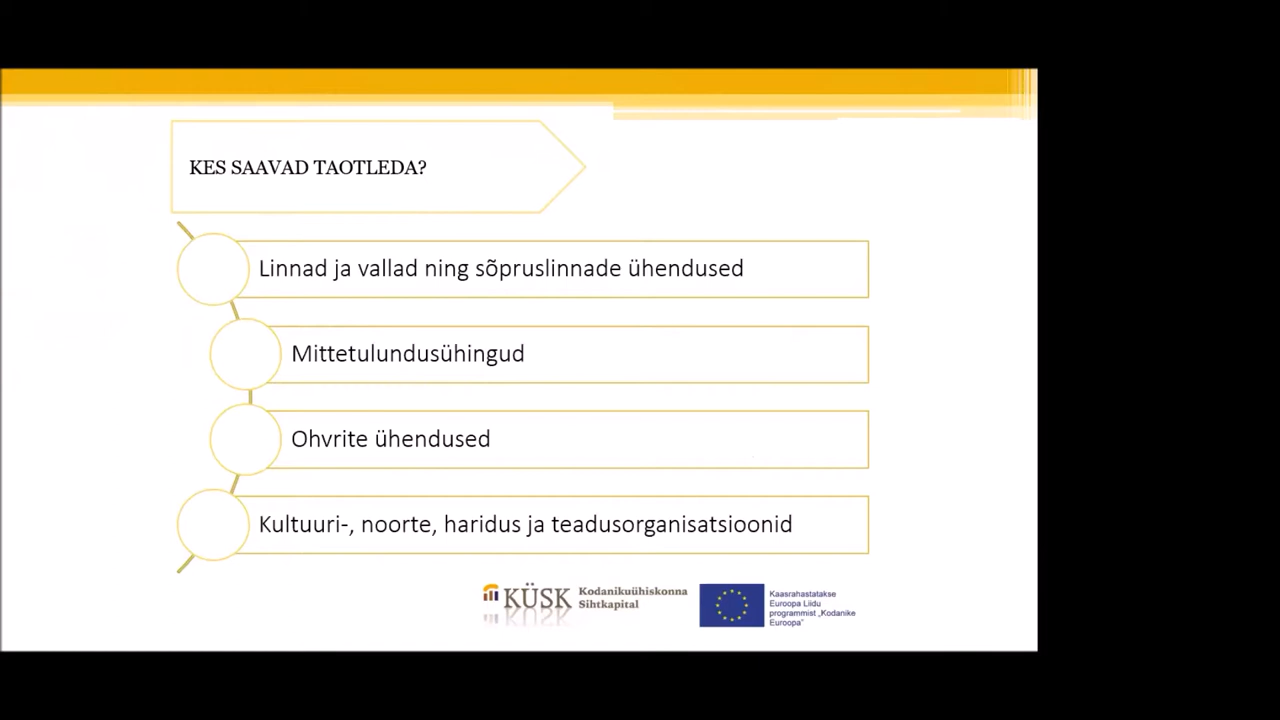 KES SAAVAD TAOTLEDA?
Linnad ja vallad ning sõpruslinnade ühendused
Mittetulundusühingud
Ohvrite ühendused
Kultuuri-, noorte, haridus ja teadusorganisatsioonid
KÜSK Kodanikuühiskonna
Sihtkapital
Kaasrahastatakse
Euroopa Liidu
programmist „Kodanike
Euroopa"